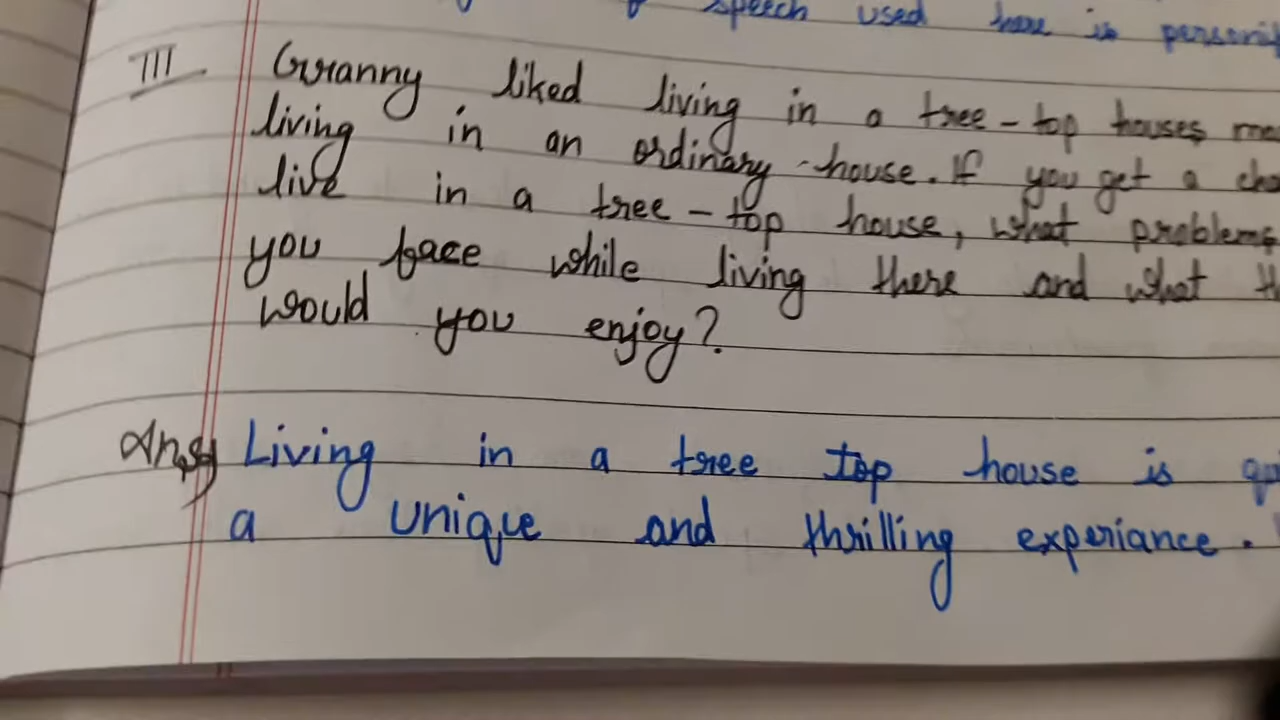 speech used here is
III Granny liked living in a tree-top houses
living in an ordinary house. If you get a
live in a tree-top house, what problems
you face while living there and what
would you enjoy?
Ans) Living in a tree top house is
a unique and thrilling experiance.